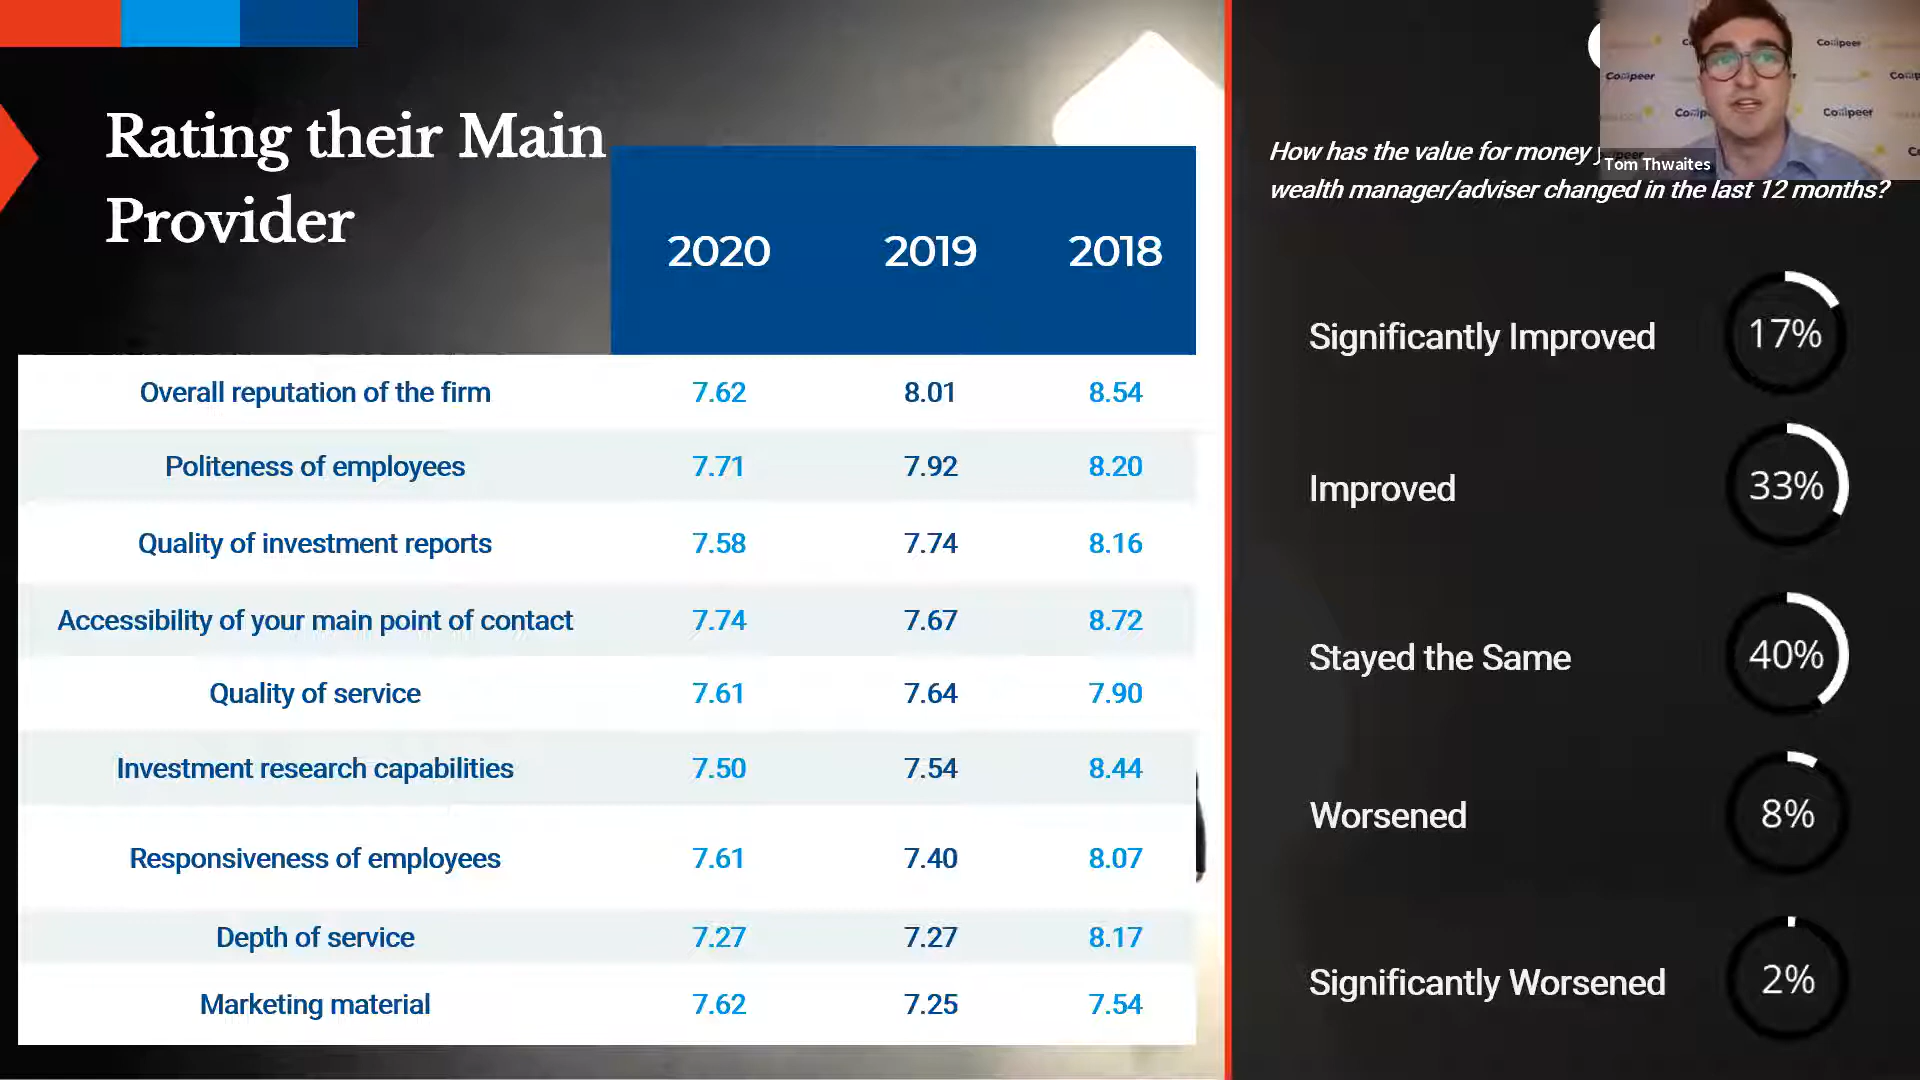 Rating their Main
Provider
2020 2019 2018
Overall reputation of the firm 7.62 8.01 8.54
Politeness of employees 7.71 7.92 8.20
Quality of investment reports 7.58 7.74 8.16
Accessibility of your main point of contact 7.74 7.67 8.72
Quality of service 7.61 7.64 7.90
Investment research capabilities 7.50 7.54 8.44
Responsiveness of employees 7.61 7.40 8.07
Depth of service 7.27 7.27 8.17
Marketing material 7.62 7.25 7.54
How has the value for money
wealth manager/adviser changed in the last 12 months?
Significantly Improved 17%
Improved 33%
Stayed the Same 40%
Worsened 8%
Significantly Worsened 2%
Tom Thwaites